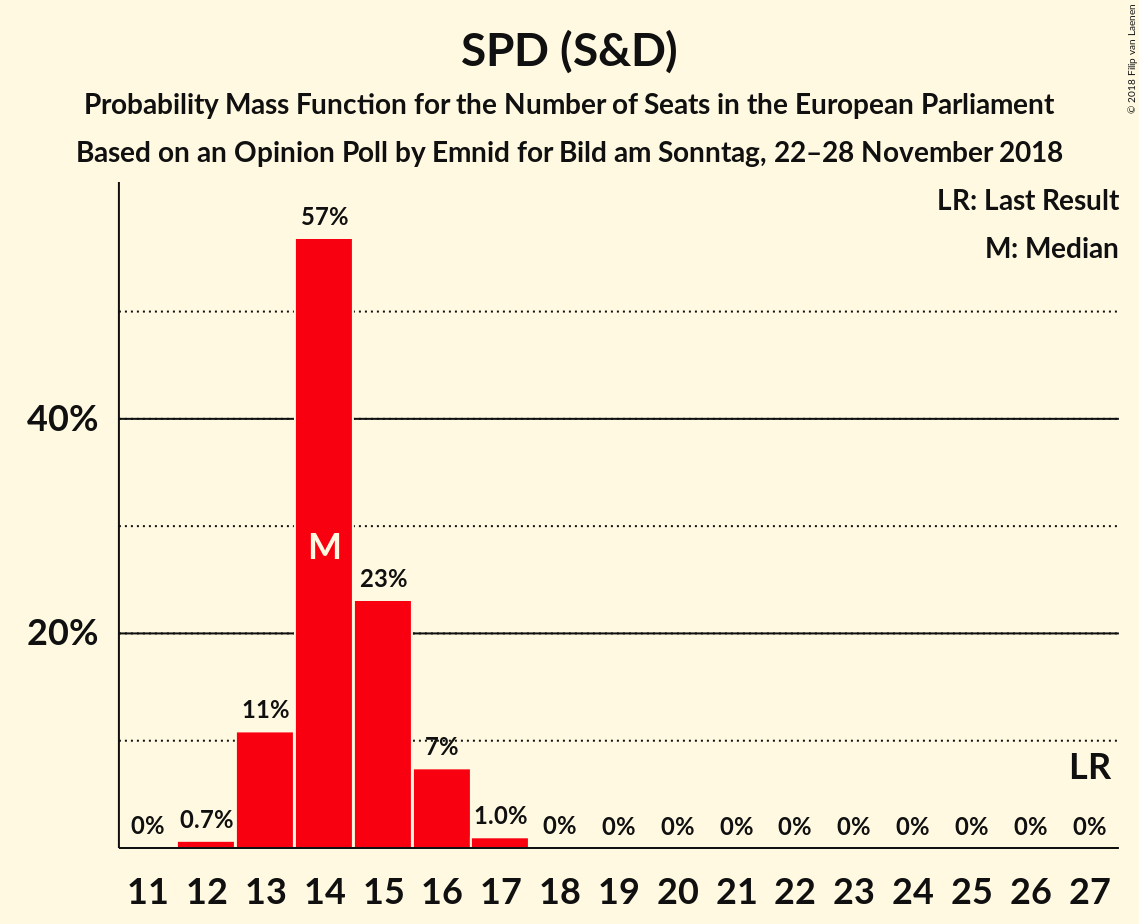 SPD (S&D)
Probability Mass Function for the Number of Seats in the European Parliament
Based on an Opinion Poll by Emnid for Bild am Sonntag, 22–28 November 2018
© 2018 Filip van Laenen
LR: Last Result
M: Median
57%
40%
M
23%
20%
11%
7%
LR
0% 0.7% 1.0% 0% 0% 0% 0% 0% 0% 0% 0% 0% 0%
11 12 13 14 15 16 17 18 19 20 21 22 23 24 25 26 27